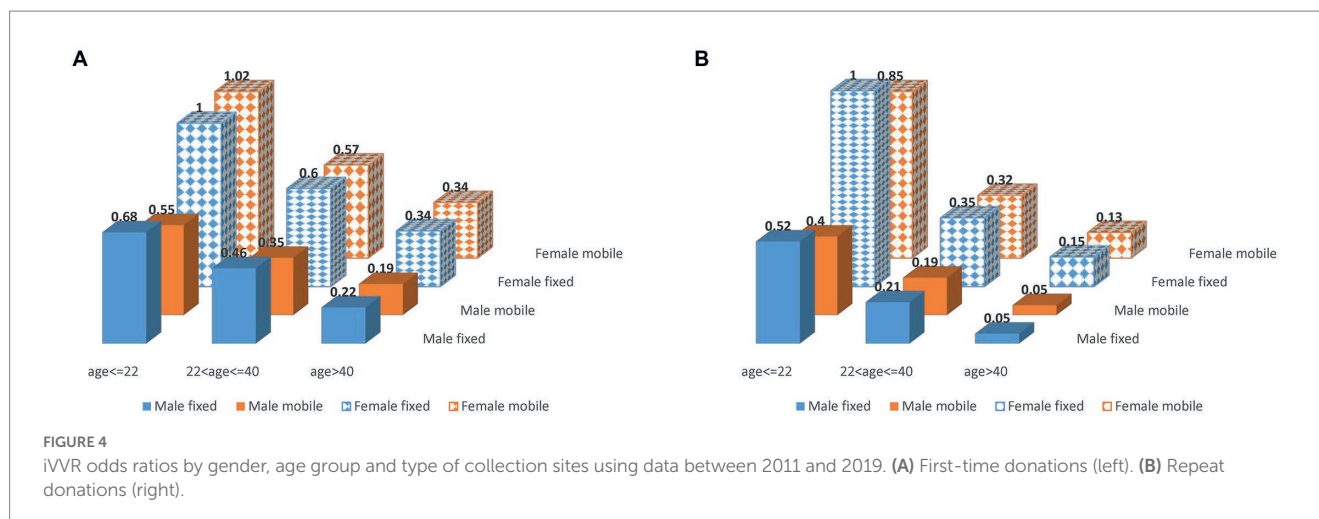 A
1.02
1
0.57
0.6
0.68
0.55
0.34
0.46
0.35
0.34
0.22
0.19
Female mobile
Female fixed
Male mobile
Male fixed
age<=22
22<age<=40
age>40
Male fixed
Male mobile
Female fixed
Female mobile
B
1
0.85
0.52
0.4
0.35
0.32
0.21
0.19
0.15
0.13
0.05
0.05
Female mobile
Female fixed
Male mobile
Male fixed
age<=22
22<age<=40
age>40
Male fixed
Male mobile
Female fixed
Female mobile
FIGURE 4
iVVR odds ratios by gender, age group and type of collection sites using data between 2011 and 2019. (A) First-time donations (left). (B) Repeat
donations (right).